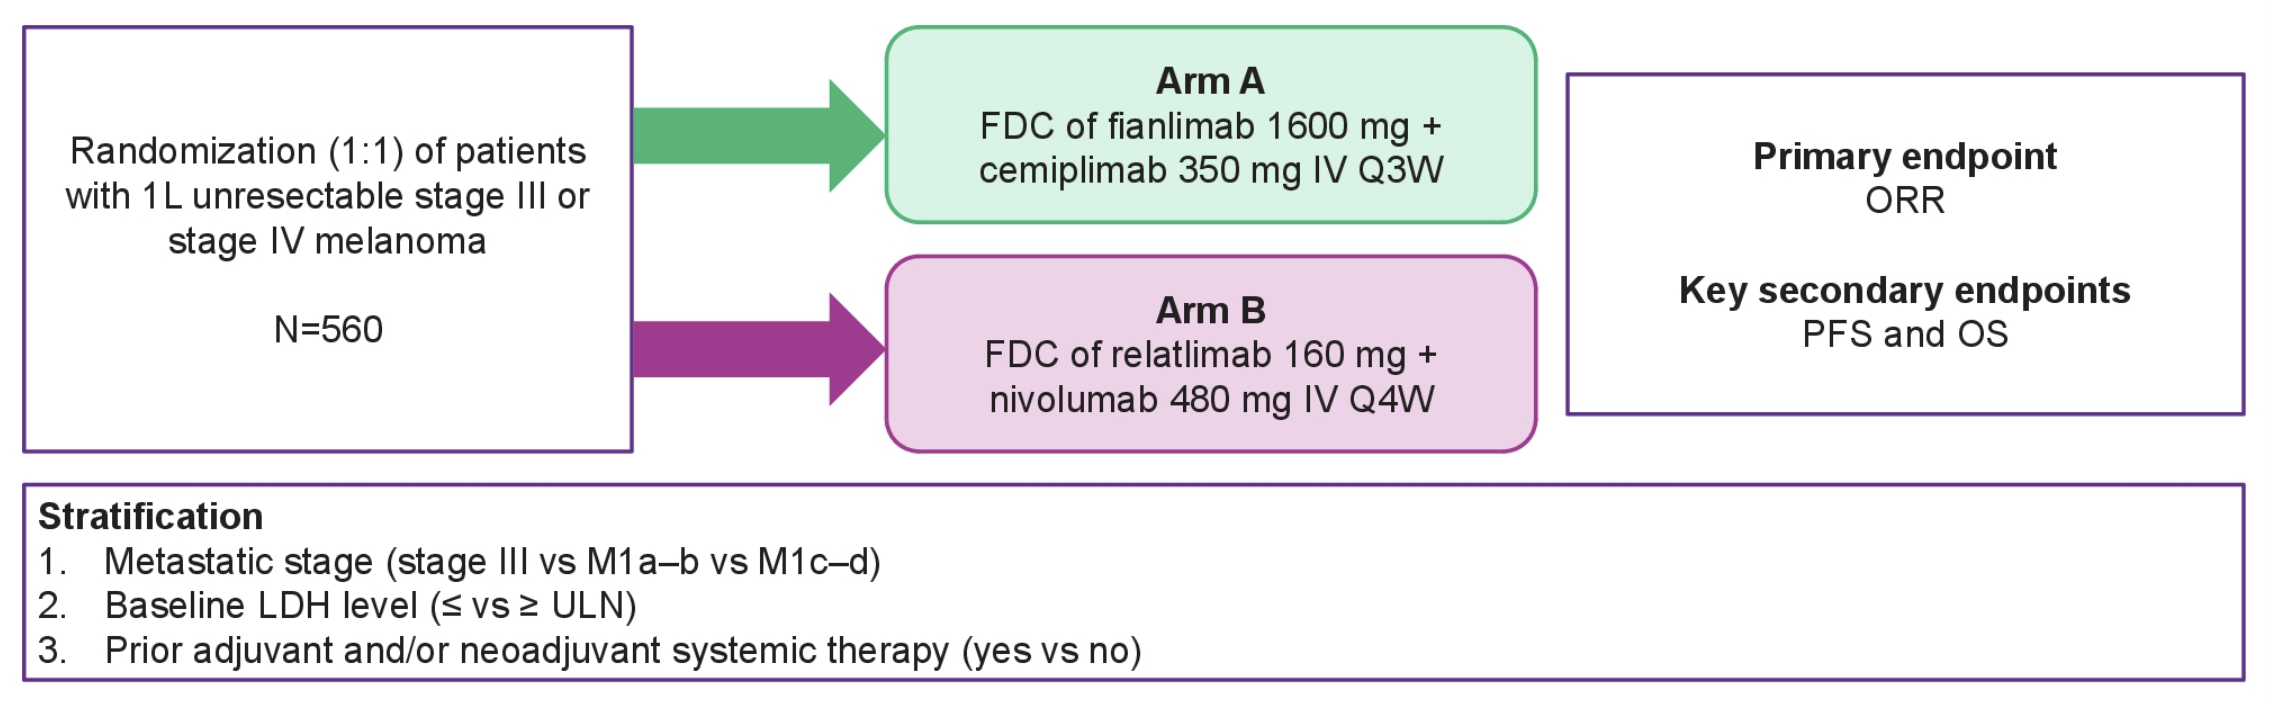 Randomization (1:1) of patients
with 1L unresectable stage III or
stage IV melanoma
N=560
Arm A
FDC of fianlimab 1600 mg +
cemiplimab 350 mg IV Q3W
Arm B
FDC of relatlimab 160 mg +
nivolumab 480 mg IV Q4W
Primary endpoint
ORR
Key secondary endpoints
PFS and OS
Stratification
1. Metastatic stage (stage III vs M1a–b vs M1c–d)
2. Baseline LDH level (≤ vs ≥ ULN)
3. Prior adjuvant and/or neoadjuvant systemic therapy (yes vs no)